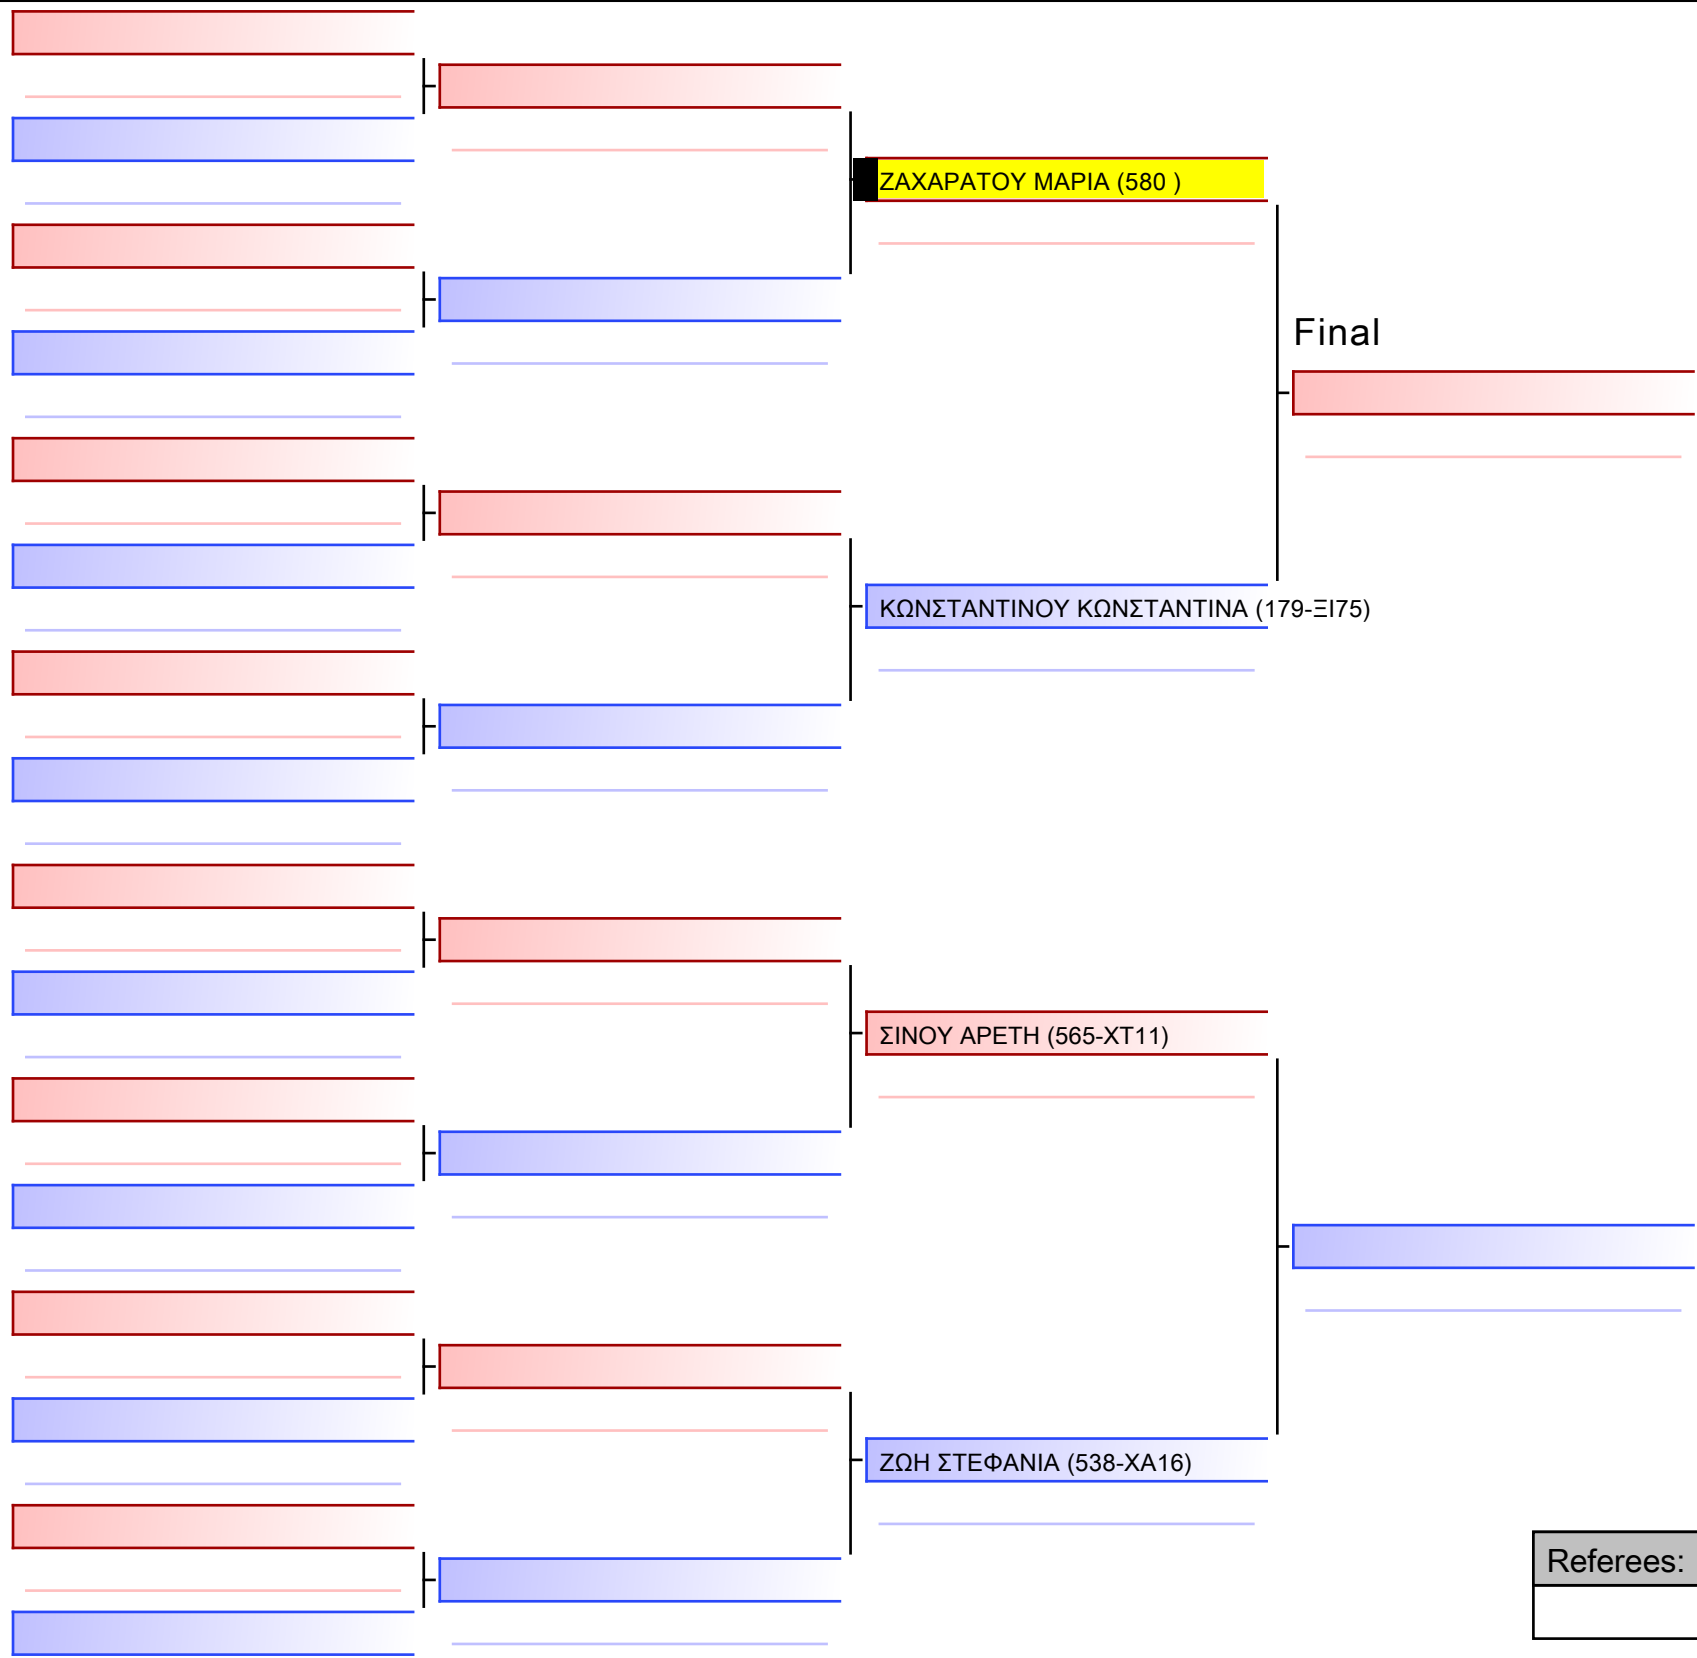 ΖΑΧΑΡΑΤΟΥ ΜΑΡΙΑ (580 )
Final
ΚΩΝΣΤΑΝΤΙΝΟΥ ΚΩΝΣΤΑΝΤΙΝΑ (179-ΞΙ75)
ΣΙΝΟΥ ΑΡΕΤΗ (565-ΧΤ11)
ΖΩΗ ΣΤΕΦΑΝΙΑ (538-ΧΑ16)
Referees: